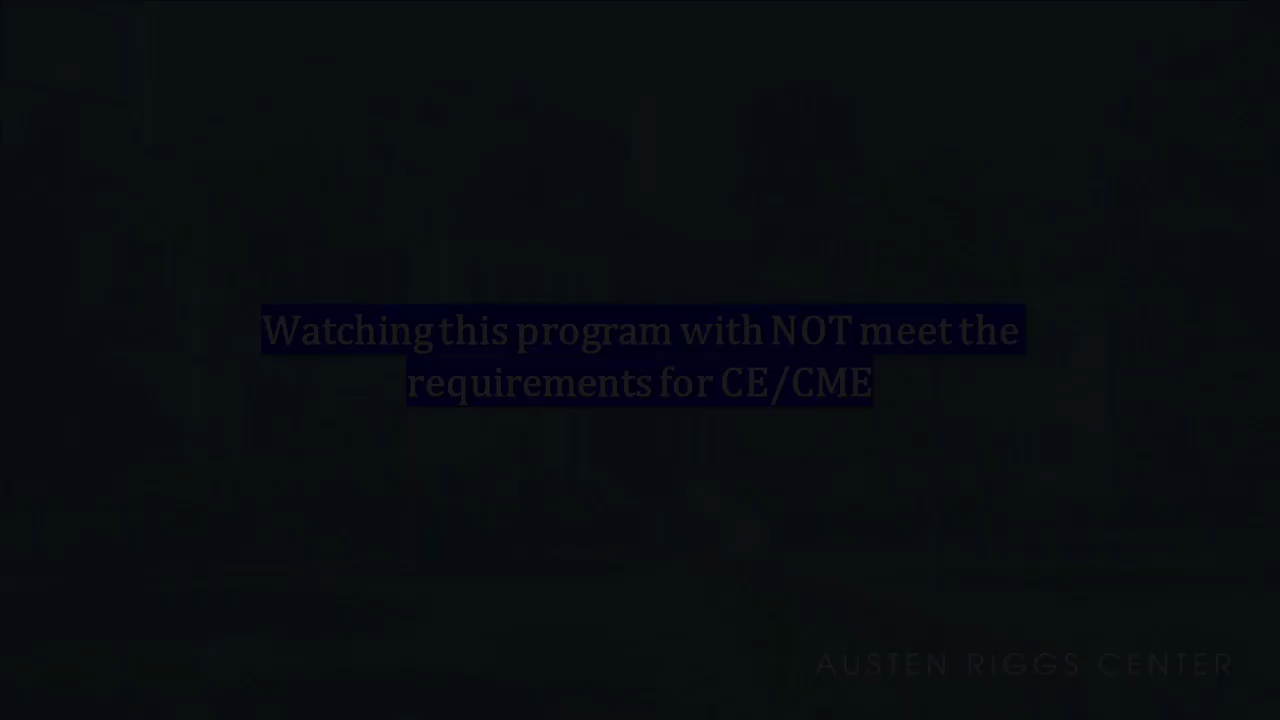 Watching this program with NOT meet the
requirements for CE/CME
AUSTEN RIGGS CENTER